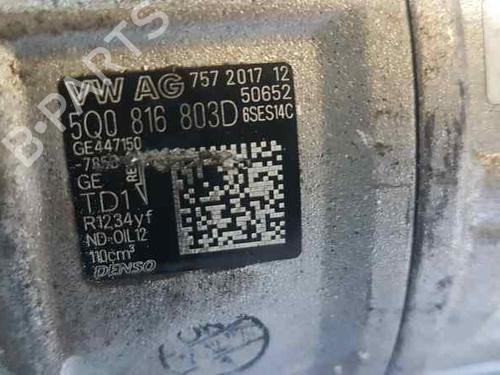 VW AG 757 2017 12
50652
5Q0 816 803D 6SES14C
GE447150
GE
TD1
R1234yf
ND-OIL12
110cm³
DENSO
B-PARTS